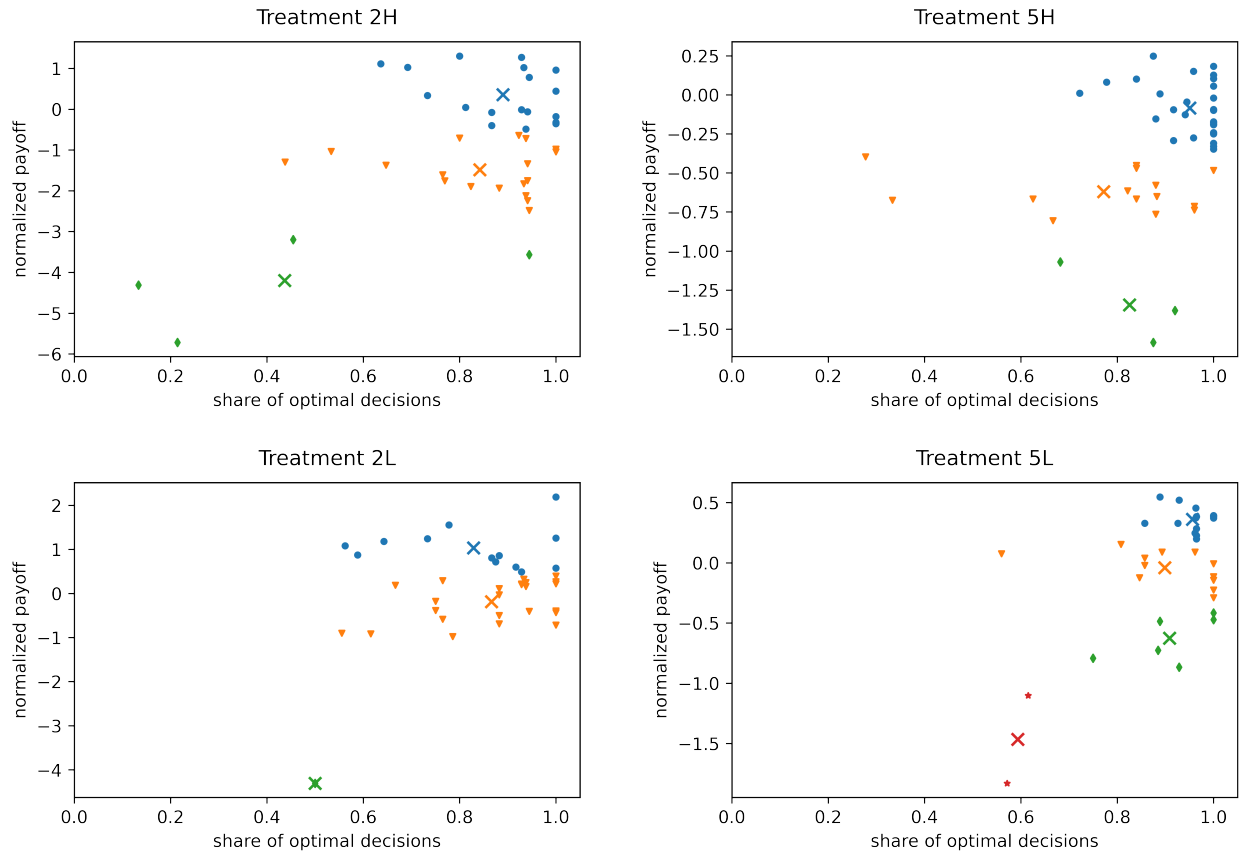 Treatment 2H
normalized payoff
1
0
−1
−2
−3
−4
−5
−6
0.0 0.2 0.4 0.6 0.8 1.0
share of optimal decisions
Treatment 5H
normalized payoff
0.25
0.00
−0.25
−0.50
−0.75
−1.00
−1.25
−1.50
0.0 0.2 0.4 0.6 0.8 1.0
share of optimal decisions
Treatment 2L
normalized payoff
2
1
0
−1
−2
−3
−4
0.0 0.2 0.4 0.6 0.8 1.0
share of optimal decisions
Treatment 5L
normalized payoff
0.5
0.0
−0.5
−1.0
−1.5
0.0 0.2 0.4 0.6 0.8 1.0
share of optimal decisions